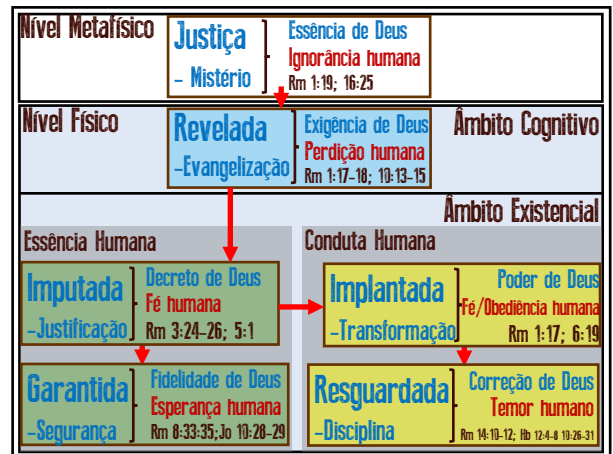 Nível Metafísico
Justiça
– Mistério
Essência de Deus
Ignorância humana
Rm 1:19; 16:25
Nível Físico
Âmbito Cognitivo
Revelada
–Evangelização
Exigência de Deus
Perdição humana
Rm 1:17–18; 10:13–15
Âmbito Existencial
Essência Humana
Conduta Humana
Imputada
–Justificação
Decreto de Deus
Fé humana
Rm 3:24–26; 5:1
Implantada
–Transformação
Poder de Deus
Fé/Obediência humana
Rm 1:17; 6:19
Garantida
–Segurança
Fidelidade de Deus
Esperança humana
Rm 8:33:35;Jo 10:28–29
Resguardada
–Disciplina
Correção de Deus
Temor humano
Rm 14:10–12; Hb 12:4–8 10:26–31